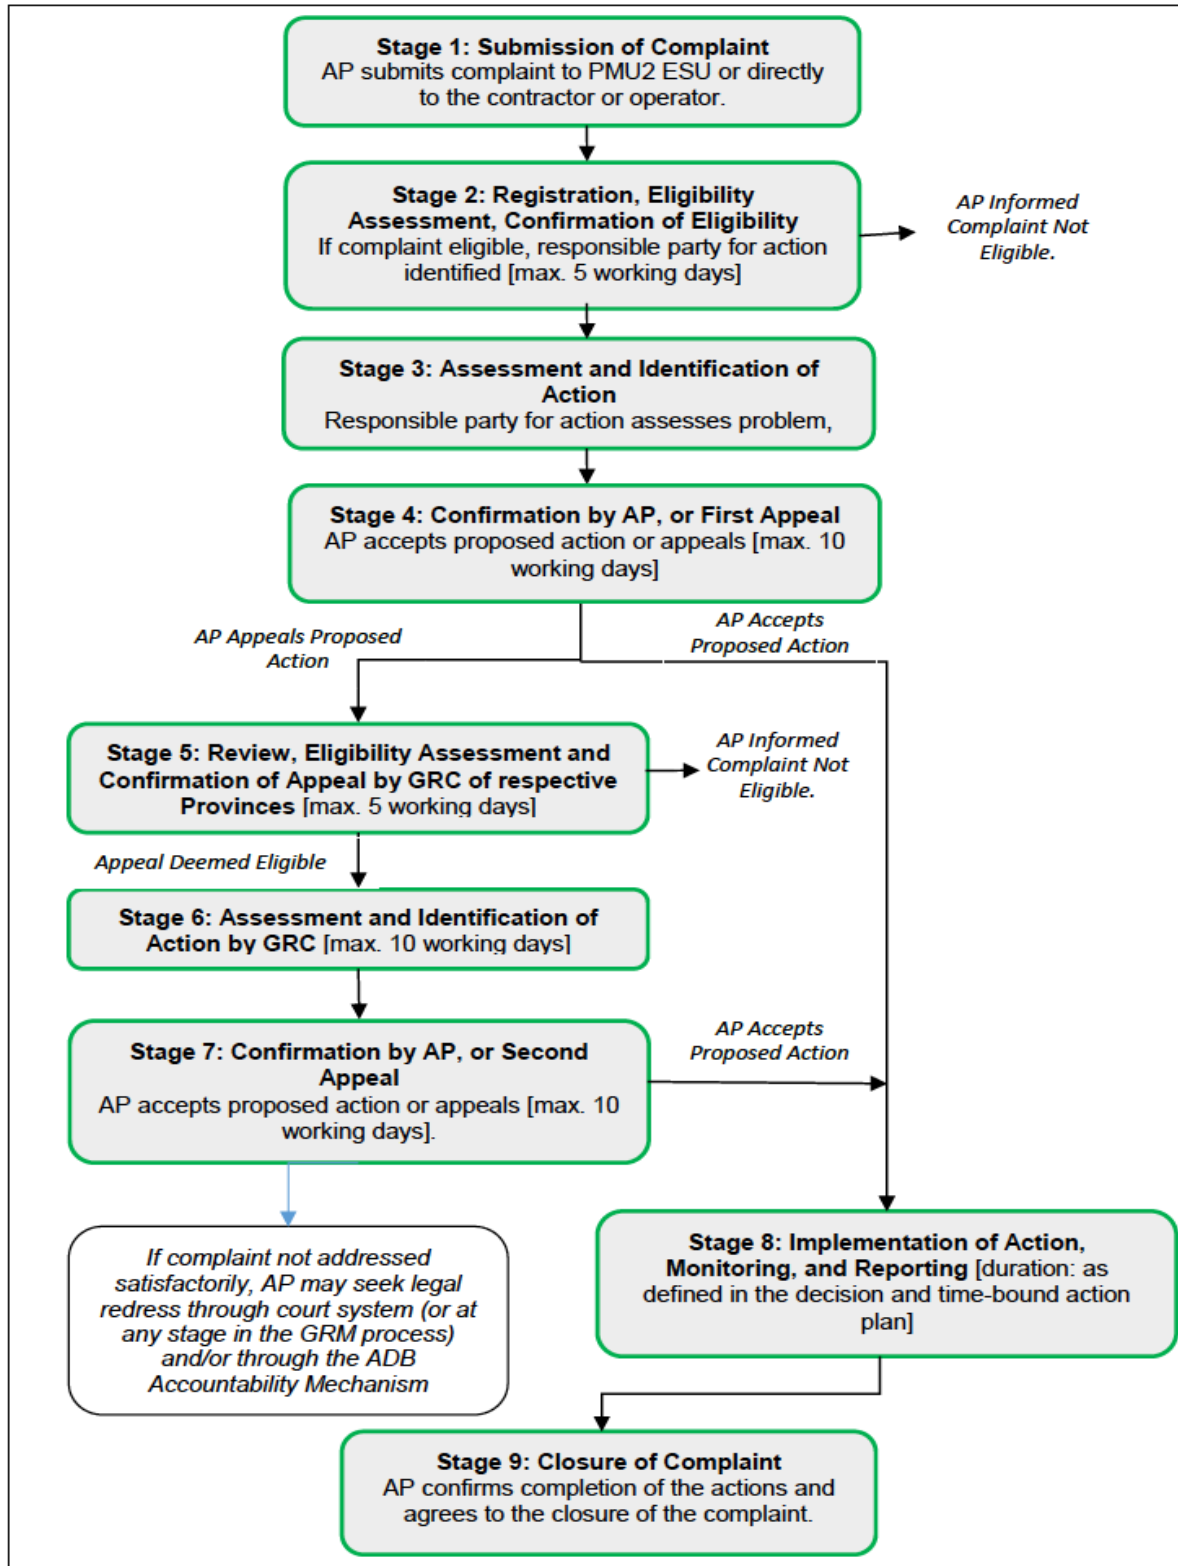 Stage 1: Submission of Complaint
AP submits complaint to PMU2 ESU or directly
to the contractor or operator.
Stage 2: Registration, Eligibility
Assessment, Confirmation of Eligibility
If complaint eligible, responsible party for action
identified [max. 5 working days]
AP Informed
Complaint Not
Eligible.
Stage 3: Assessment and Identification of
Action
Responsible party for action assesses problem,
Stage 4: Confirmation by AP, or First Appeal
AP accepts proposed action or appeals [max. 10
working days]
AP Appeals Proposed
Action
AP Accepts
Proposed Action
Stage 5: Review, Eligibility Assessment and
Confirmation of Appeal by GRC of respective
Provinces [max. 5 working days]
AP Informed
Complaint Not
Eligible.
Appeal Deemed Eligible
Stage 6: Assessment and Identification of
Action by GRC [max. 10 working days]
Stage 7: Confirmation by AP, or Second
Appeal
AP accepts proposed action or appeals [max. 10
working days].
AP Accepts
Proposed Action
If complaint not addressed
satisfactorily, AP may seek legal
redress through court system (or at
any stage in the GRM process)
and/or through the ADB
Accountability Mechanism
Stage 8: Implementation of Action,
Monitoring, and Reporting [duration: as
defined in the decision and time-bound action
plan]
Stage 9: Closure of Complaint
AP confirms completion of the actions and
agrees to the closure of the complaint.